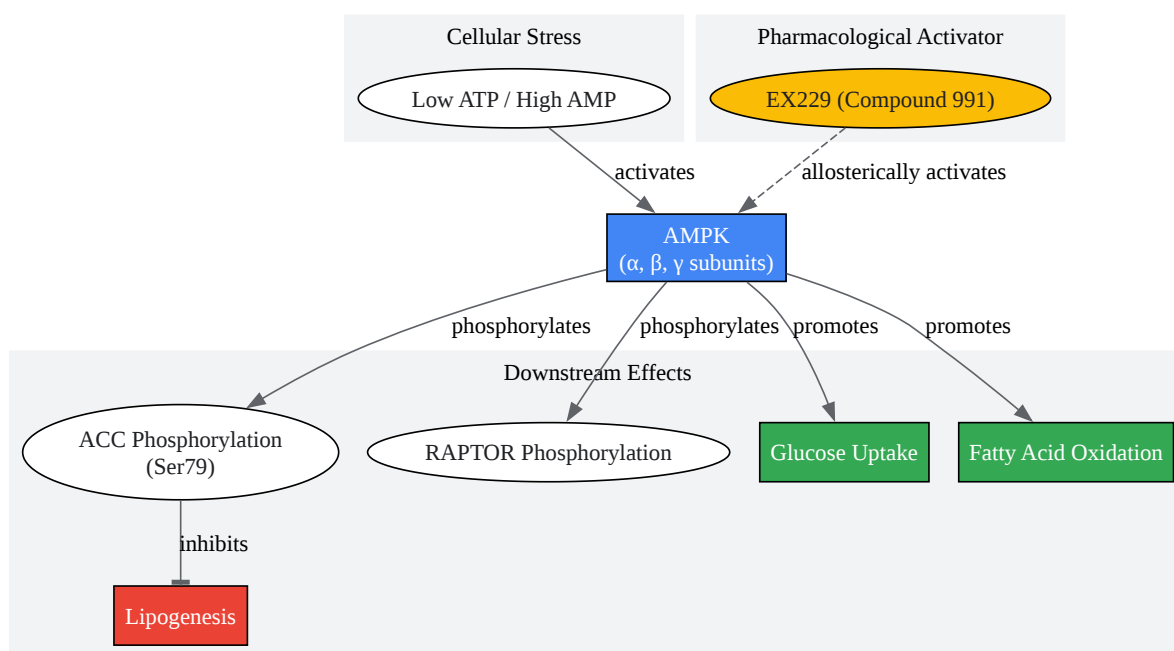 Cellular Stress
Pharmacological Activator
Low ATP / High AMP
EX229 (Compound 991)
activates
allosterically activates
AMPK
(α, β, γ subunits)
phosphorylates
phosphorylates
promotes
promotes
Downstream Effects
ACC Phosphorylation
(Ser79)
RAPTOR Phosphorylation
Glucose Uptake
Fatty Acid Oxidation
inhibits
Lipogenesis